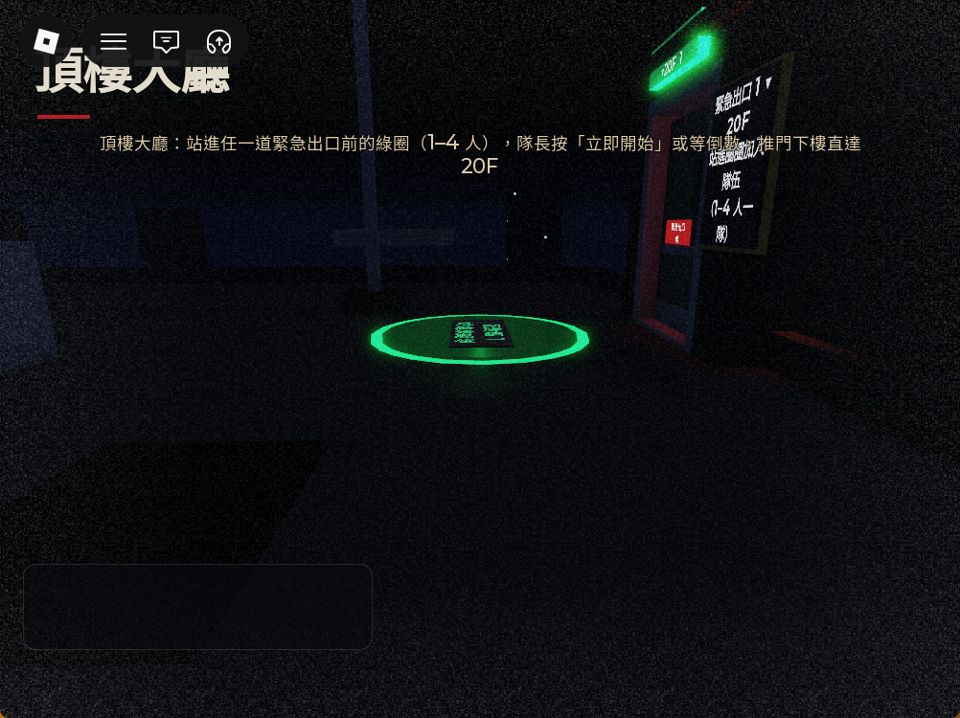 頂樓大廳
頂樓大廳：站進任一道緊急出口前的綠圈（1–4 人），隊長按「立即開始」或等倒數，推門下樓直達
20F
緊急出口 1 ▼
20F
隊伍
(1–4 人一
隊)